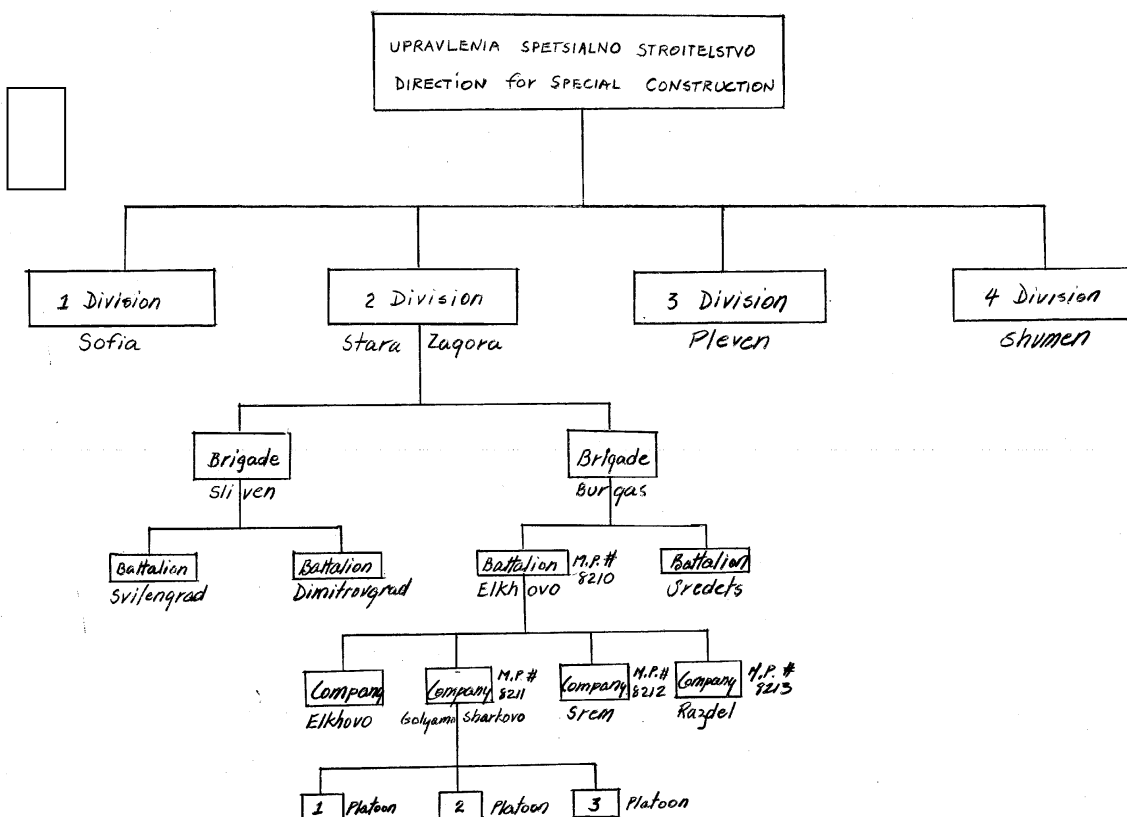 UPRAVLENIA SPETSIALNO STROITELSTVO
DIRECTION for SPECIAL CONSTRUCTION
1 Division
Sofia
2 Division
Stara Zagora
3 Division
Pleven
4 Division
Shumen
Brigade
Sliven
Brigade
Burgas
Battalion
Svilengrad
Battalion
Dimitrovgrad
Battalion
M.P. #
8210
Elkhovo
Battalion
Sredets
Company
Elkhovo
Company
M.P. #
8211
Golyamo Sharkovo
Company
M.P. #
8212
Srem
Company
M.P. #
8213
Razdel
1 Platoon
2 Platoon
3 Platoon